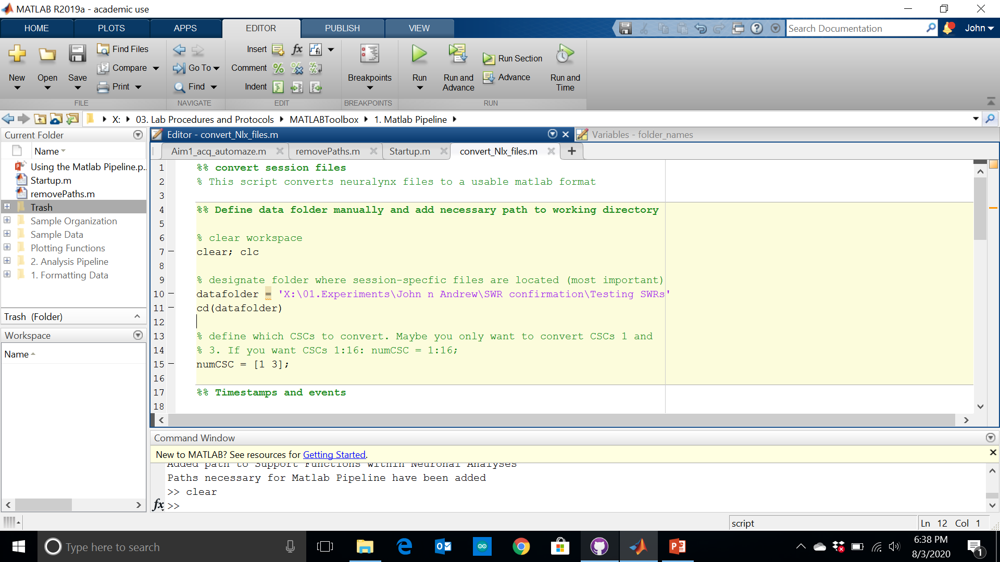 MATLAB R2019a - academic use
HOME PLOTS APPS EDITOR PUBLISH VIEW
Search Documentation
John
New
Open
Save
Find Files
Compare
Print
FILE
Go To
Find
NAVIGATE
Insert fx
Comment
Indent
EDIT
Breakpoints
BREAKPOINTS
Run
Run and Advance
Run Section
Advance
Run and Time
RUN
X: 03. Lab Procedures and Protocols MATLABToolbox 1. Matlab Pipeline
Current Folder
Name
Using the Matlab Pipeline.p..
Startup.m
removePaths.m
Trash
Sample Organization
Sample Data
Plotting Functions
2. Analysis Pipeline
1. Formatting Data
Trash (Folder)
Workspace
Name
Editor - convert_Nlx_files.m
Variables - folder_names
Aim1_acq_automaze.m removePaths.m Startup.m convert_Nlx_files.m
1 %% convert session files
2 % This script converts neuralynx files to a usable matlab format
3
4 %% Define data folder manually and add necessary path to working directory
5
6 % clear workspace
7 clear; clc
8
9 % designate folder where session-specfic files are located (most important)
10 datafolder = 'X:\01.Experiments\John n Andrew\SWR confirmation\Testing SWRs'
11 cd(datafolder)
12
13 % define which CSCs to convert. Maybe you only want to convert CSCs 1 and
14 % 3. If you want CSCs 1:16: numCSC = 1:16;
15 numCSC = [1 3];
16
17 %% Timestamps and events
18
Command Window
New to MATLAB? See resources for Getting Started.
Added path to Support Functions within Neuronal Analyses
Paths necessary for Matlab Pipeline have been added
>> clear
fx >>
script
Ln 12 Col 1
Type here to search
6:38 PM
8/3/2020
1